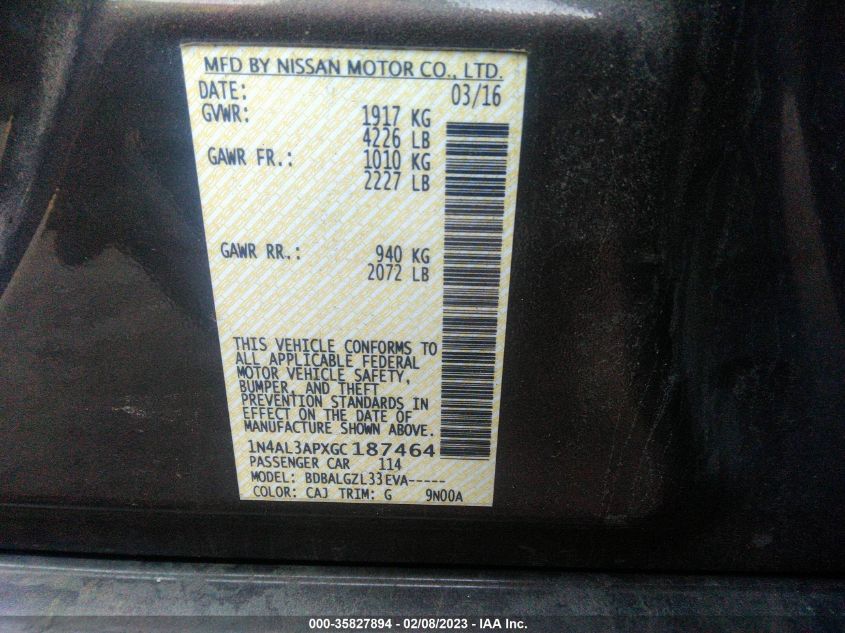 MFD BY NISSAN MOTOR CO., LTD.
DATE: 03/16
GVWR: 1917 KG
4226 LB
GAWR FR.: 1010 KG
2227 LB
GAWR RR.: 940 KG
2072 LB
THIS VEHICLE CONFORMS TO
ALL APPLICABLE FEDERAL
MOTOR VEHICLE SAFETY,
BUMPER, AND THEFT
PREVENTION STANDARDS IN
EFFECT ON THE DATE OF
MANUFACTURE SHOWN ABOVE.
1N4AL3APXGC187464
PASSENGER CAR 114
MODEL: BDBALGZL33EVA-----
COLOR: CAJ TRIM: G 9N00A
000-35827894 - 02/08/2023 - IAA Inc.